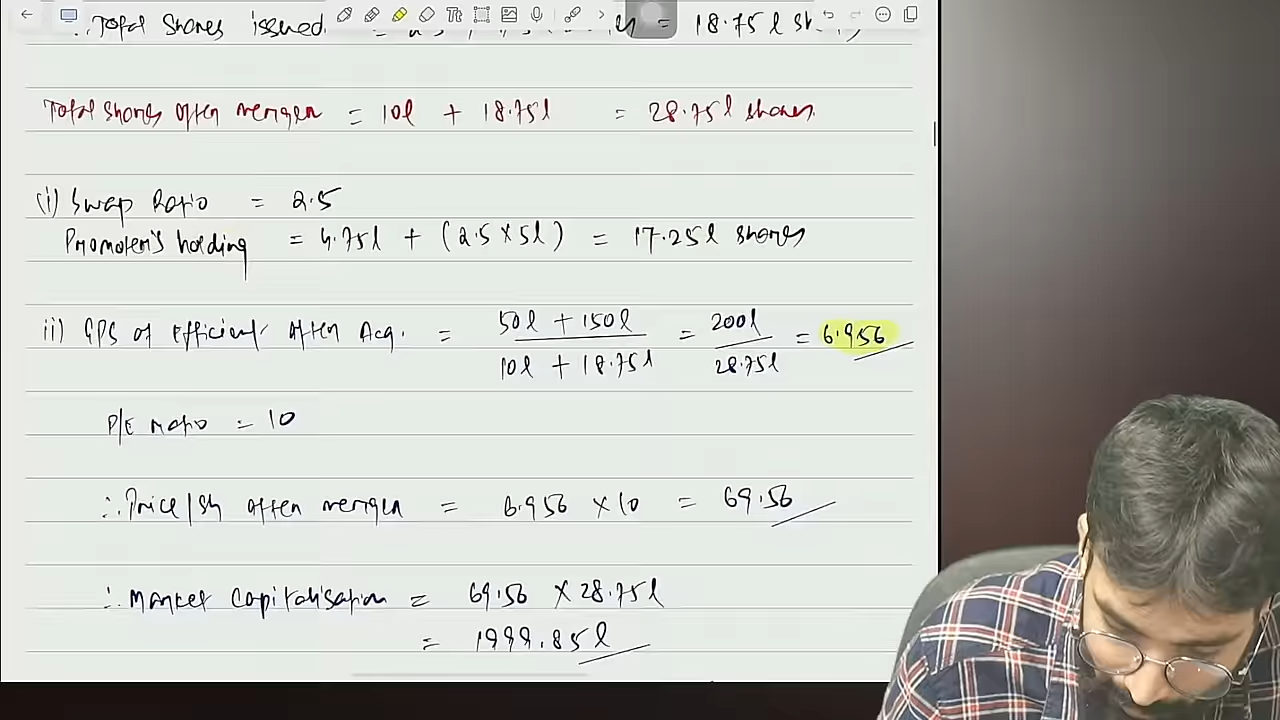 ∴ Total Shares issued = = 18.75 l sh
Total Shares after merger = 10l + 18.75l = 28.75l shares.
(i) Swap Ratio = 2.5
Promoter's holding = 4.75l + (2.5 × 5l) = 17.25l shares
ii) EPS of Efficient after Acq. = 50l + 150l / 10l + 18.75l = 200l / 28.75l = 6.956
P/E Ratio = 10
∴ Price/sh after merger = 6.956 × 10 = 69.56
∴ Market Capitalisation = 69.56 × 28.75l
= 1999.85l